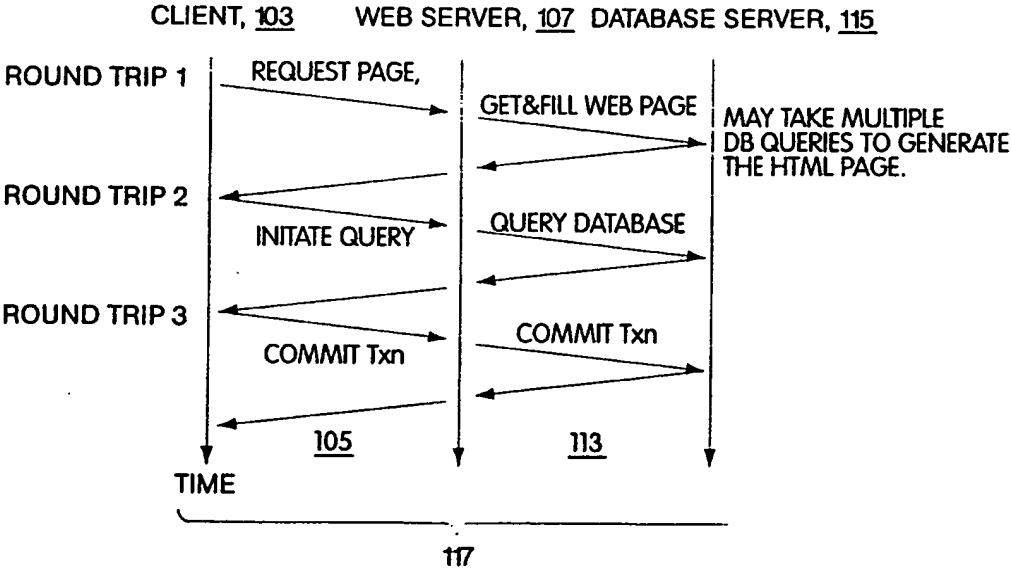 CLIENT, 103 WEB SERVER, 107 DATABASE SERVER, 115
ROUND TRIP 1
REQUEST PAGE,
GET&FILL WEB PAGE
MAY TAKE MULTIPLE
DB QUERIES TO GENERATE
THE HTML PAGE.
ROUND TRIP 2
INITATE QUERY
QUERY DATABASE
ROUND TRIP 3
COMMIT Txn
COMMIT Txn
105
113
TIME
117